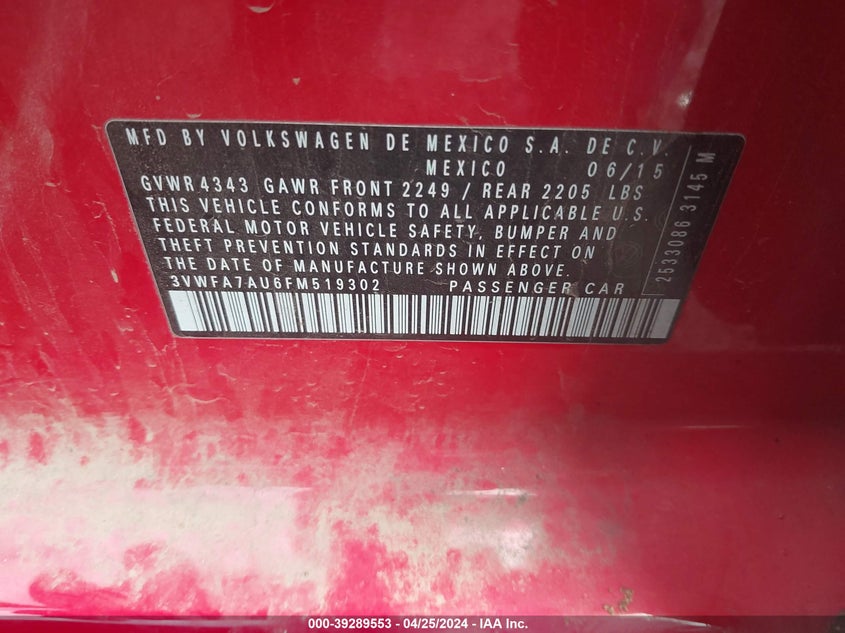 MFD BY VOLKSWAGEN DE MEXICO S.A. DE C.V.
MEXICO 06/15
GVWR 4343 GAWR FRONT 2249 / REAR 2205 LBS
THIS VEHICLE CONFORMS TO ALL APPLICABLE U.S.
FEDERAL MOTOR VEHICLE SAFETY, BUMPER AND
THEFT PREVENTION STANDARDS IN EFFECT ON
THE DATE OF MANUFACTURE SHOWN ABOVE.
3VWFA7AU6FM519302 PASSENGER CAR
2533086 3145 M
000-39289553 - 04/25/2024 - IAA Inc.